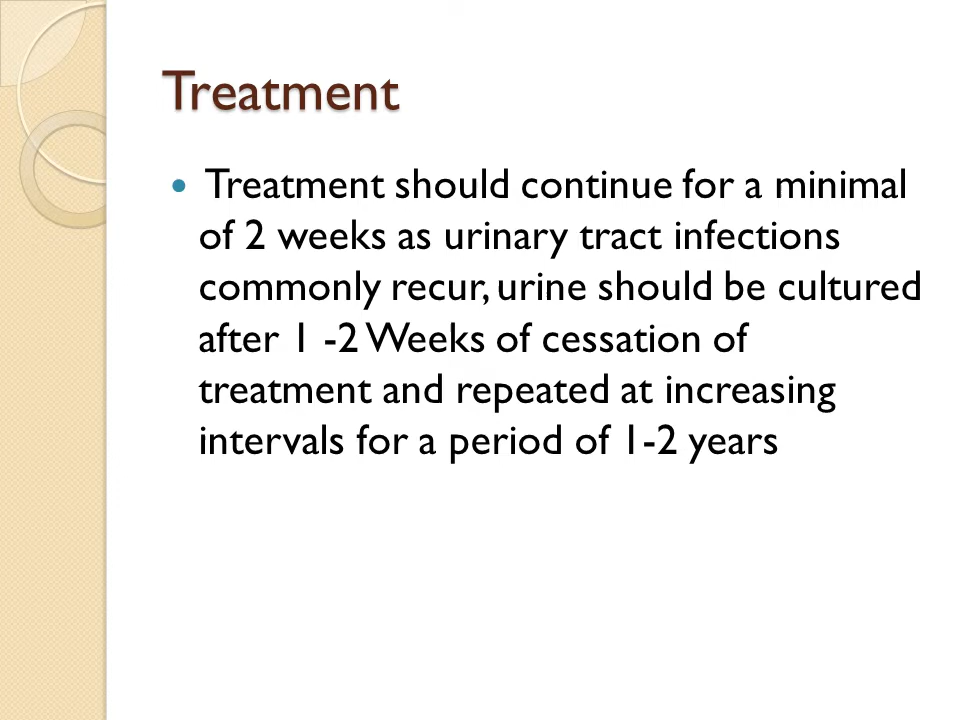 Treatment
• Treatment should continue for a minimal
of 2 weeks as urinary tract infections
commonly recur, urine should be cultured
after 1 -2 Weeks of cessation of
treatment and repeated at increasing
intervals for a period of 1-2 years